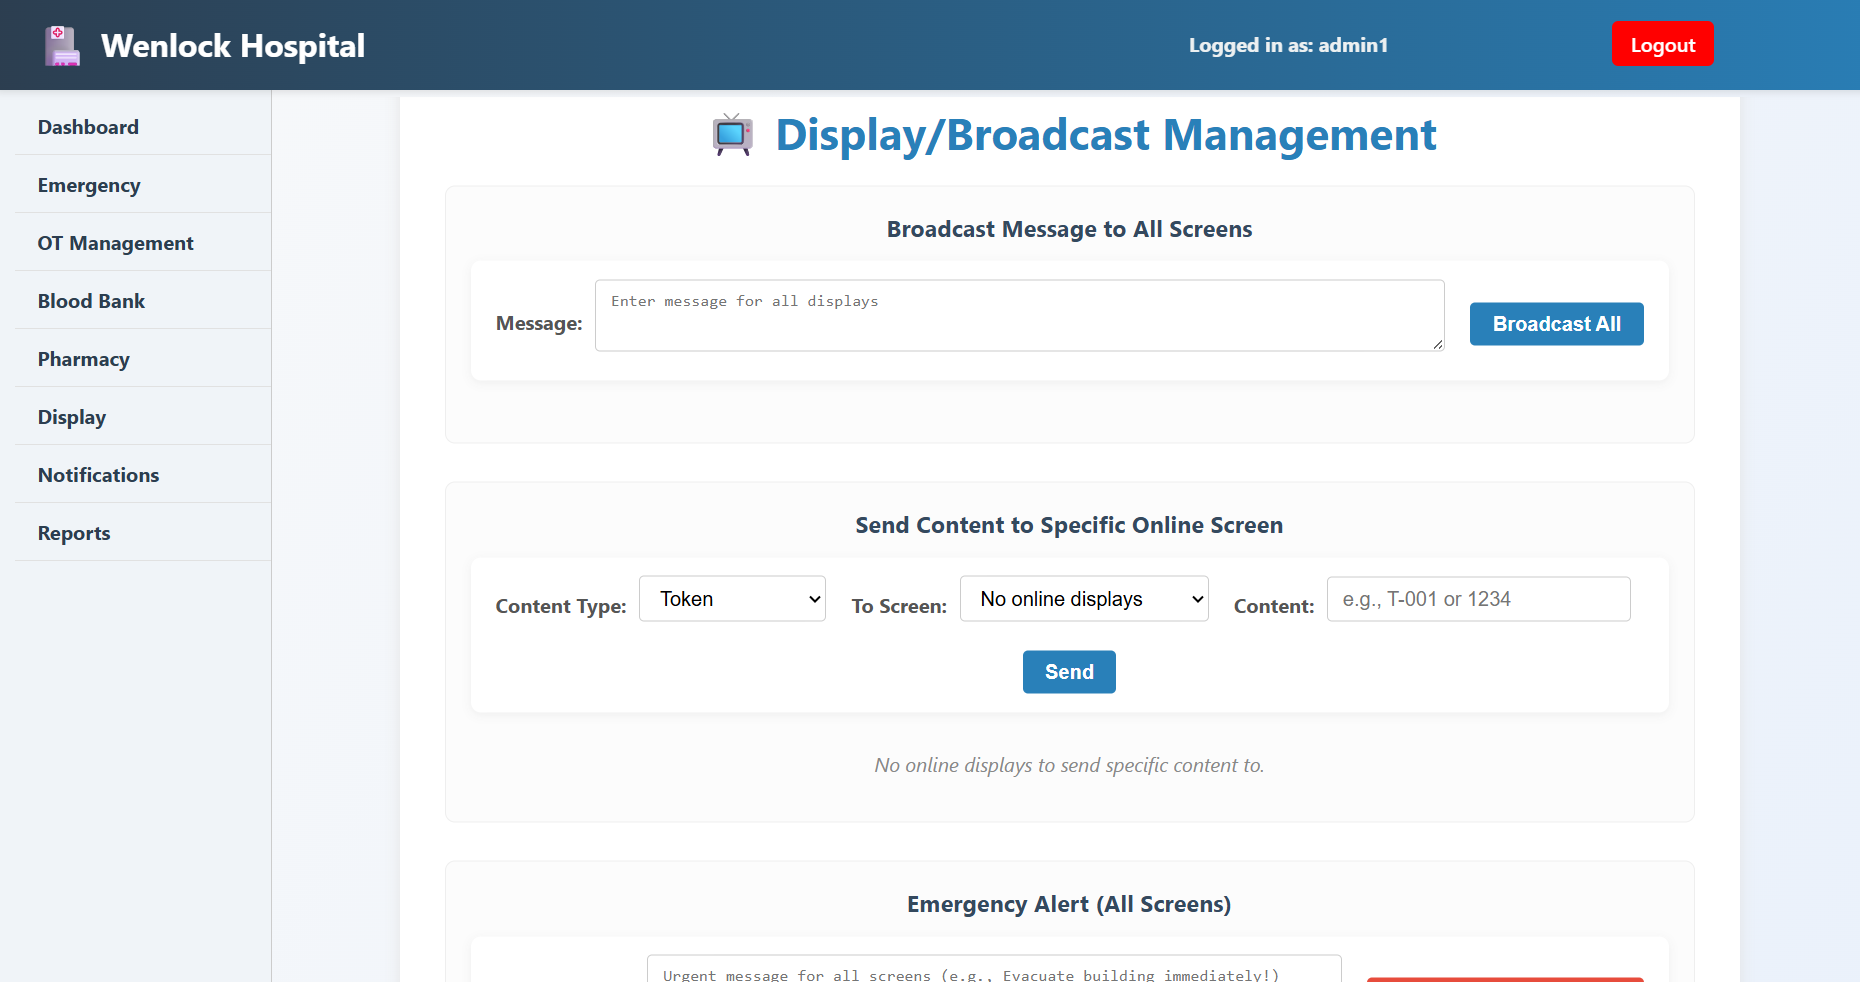 Wenlock Hospital
Logged in as: admin1
Logout
Dashboard
Emergency
OT Management
Blood Bank
Pharmacy
Display
Notifications
Reports
Display/Broadcast Management
Broadcast Message to All Screens
Message:
Enter message for all displays
Broadcast All
Send Content to Specific Online Screen
Content Type: Token To Screen: No online displays Content: e.g., T-001 or 1234
Send
No online displays to send specific content to.
Emergency Alert (All Screens)
Urgent message for all screens (e.g., Evacuate building immediately!)